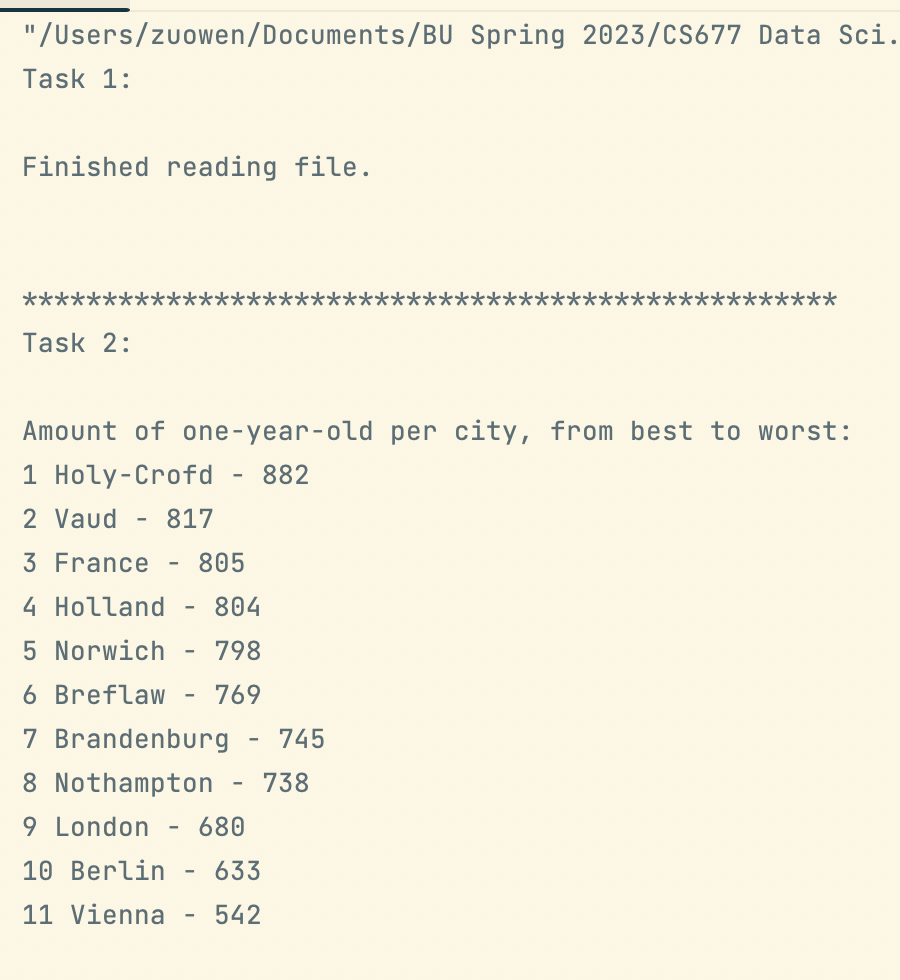 "/Users/zuowen/Documents/BU Spring 2023/CS677 Data Sci.
Task 1:
Finished reading file.
***************************************************
Task 2:
Amount of one-year-old per city, from best to worst:
1 Holy-Crofd - 882
2 Vaud - 817
3 France - 805
4 Holland - 804
5 Norwich - 798
6 Breflaw - 769
7 Brandenburg - 745
8 Nothampton - 738
9 London - 680
10 Berlin - 633
11 Vienna - 542